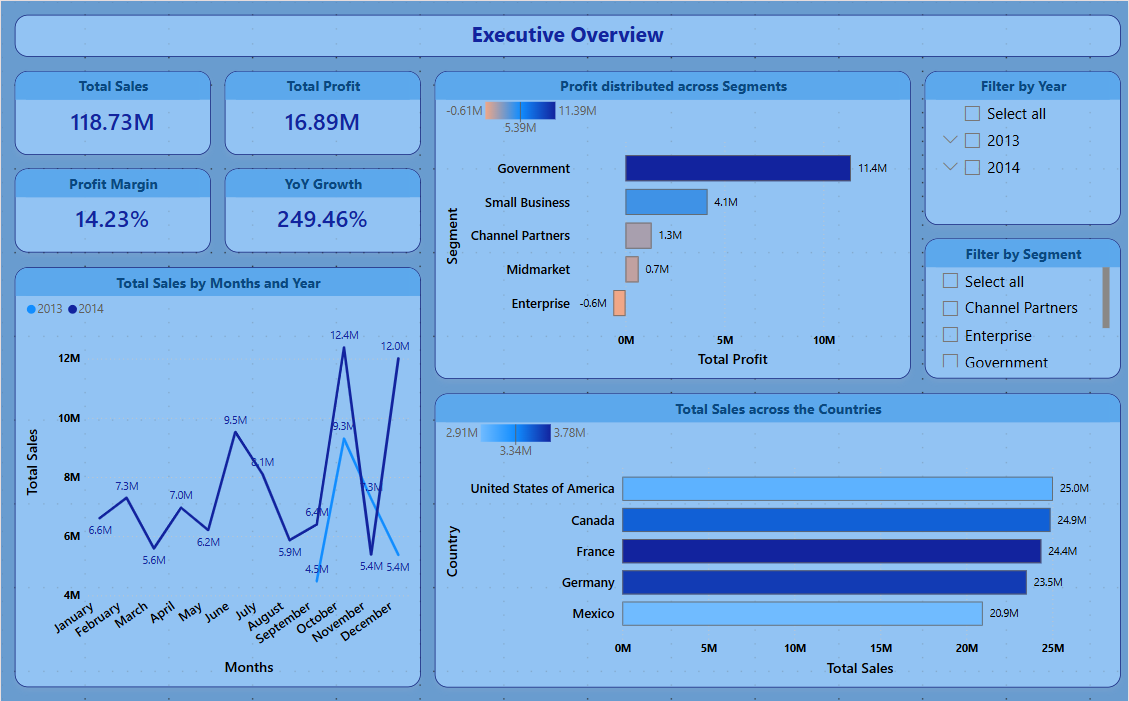 Executive Overview
Total Sales
118.73M
Total Profit
16.89M
Profit Margin
14.23%
YoY Growth
249.46%
Total Sales by Months and Year
2013 2014
12.4M
12.0M
12M
10M
9.5M
9.3M
8.1M
8M
7.3M
7.0M
7.3M
6.6M
6.2M
6.4M
6M
5.6M
5.9M
5.4M
5.4M
4.5M
4M
Total Sales
January
February
March
April
May
June
July
August
September
October
November
December
Months
Profit distributed across Segments
-0.61M 11.39M
5.39M
Segment
Government 11.4M
Small Business 4.1M
Channel Partners 1.3M
Midmarket 0.7M
Enterprise -0.6M
0M 5M 10M
Total Profit
Filter by Year
Select all
2013
2014
Filter by Segment
Select all
Channel Partners
Enterprise
Government
Total Sales across the Countries
2.91M 3.78M
3.34M
Country
United States of America 25.0M
Canada 24.9M
France 24.4M
Germany 23.5M
Mexico 20.9M
0M 5M 10M 15M 20M 25M
Total Sales